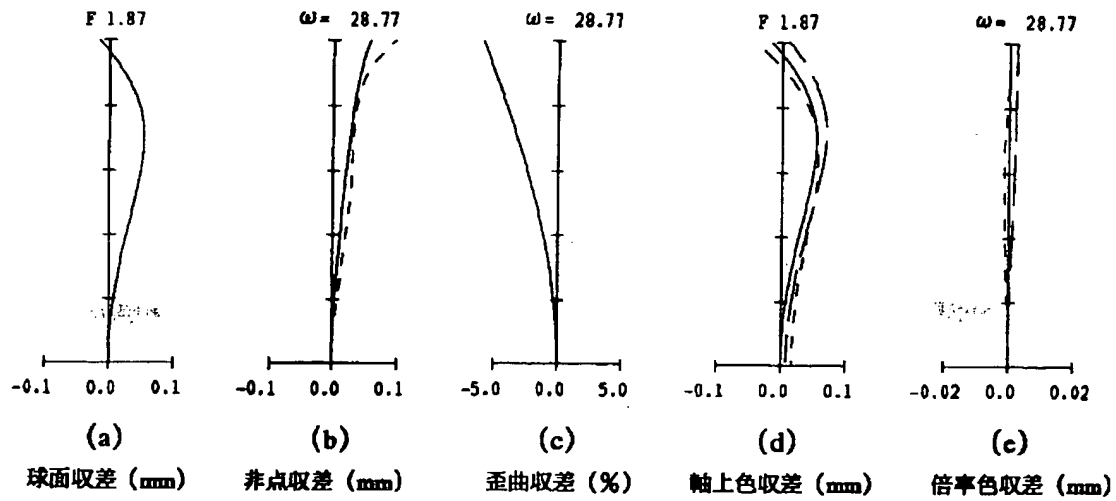 F 1.87
ω= 28.77
ω= 28.77
F 1.87
ω= 28.77
-0.1 0.0 0.1
-0.1 0.0 0.1
-5.0 0.0 5.0
-0.1 0.0 0.1
-0.02 0.0 0.02
(a)
(b)
(c)
(d)
(e)
球面収差 (mm)
非点収差 (mm)
歪曲収差 (%)
軸上色収差 (mm)
倍率色収差 (mm)